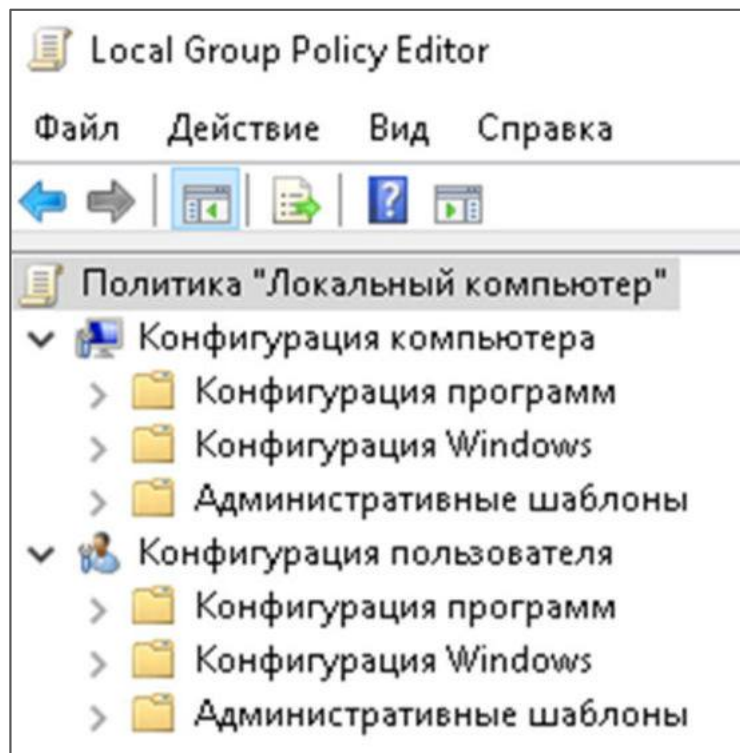 Local Group Policy Editor
Файл Действие Вид Справка
Политика "Локальный компьютер"
Конфигурация компьютера
Конфигурация программ
Конфигурация Windows
Административные шаблоны
Конфигурация пользователя
Конфигурация программ
Конфигурация Windows
Административные шаблоны